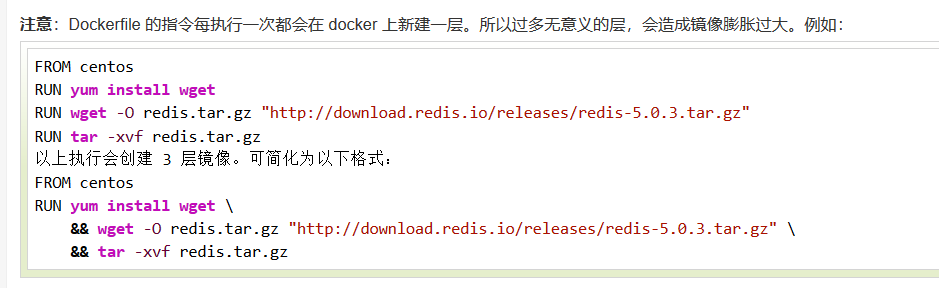 注意：Dockerfile 的指令每执行一次都会在 docker 上新建一层。所以过多无意义的层，会造成镜像膨胀过大。例如：
FROM centos
RUN yum install wget
RUN wget -O redis.tar.gz "http://download.redis.io/releases/redis-5.0.3.tar.gz"
RUN tar -xvf redis.tar.gz
以上执行会创建 3 层镜像。可简化为以下格式：
FROM centos
RUN yum install wget \
    && wget -O redis.tar.gz "http://download.redis.io/releases/redis-5.0.3.tar.gz" \
    && tar -xvf redis.tar.gz